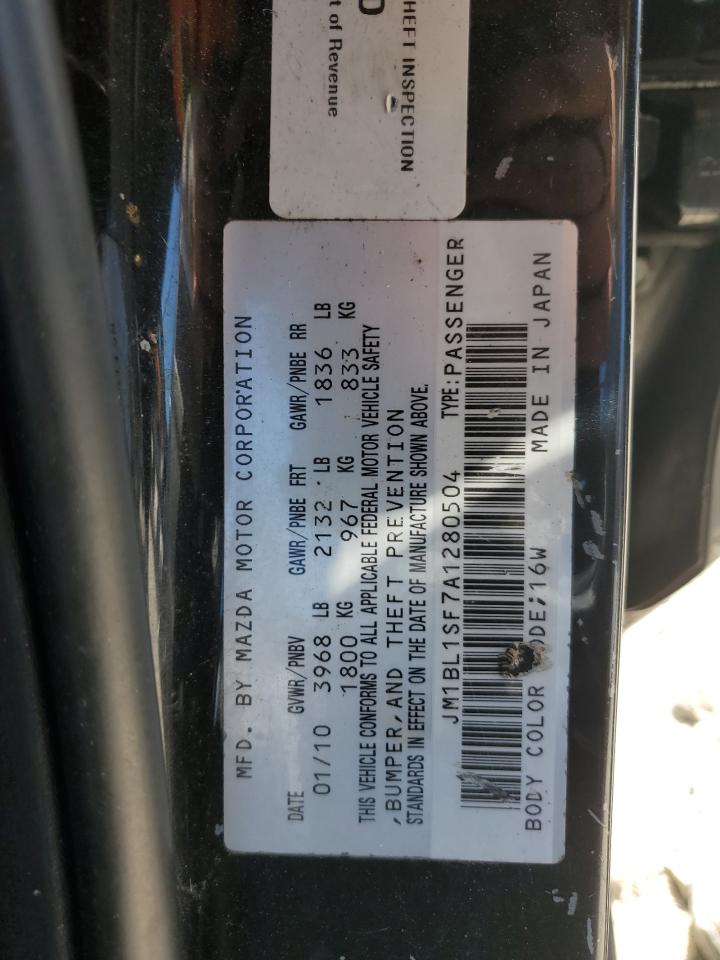 HEFT INSPECTION
t of Revenue
MFD. BY MAZDA MOTOR CORPORATION
DATE GVWR/PNBV GAWR/PNBE FRT GAWR/PNBE RR
01/10 3968 LB 2132 LB 1836 LB
1800 KG 967 KG 833 KG
THIS VEHICLE CONFORMS TO ALL APPLICABLE FEDERAL MOTOR VEHICLE SAFETY
,BUMPER,AND THEFT PREVENTION
STANDARDS IN EFFECT ON THE DATE OF MANUFACTURE SHOWN ABOVE.
JM1BL1SF7A1280504 TYPE:PASSENGER
BODY COLOR ODE;16W MADE IN JAPAN